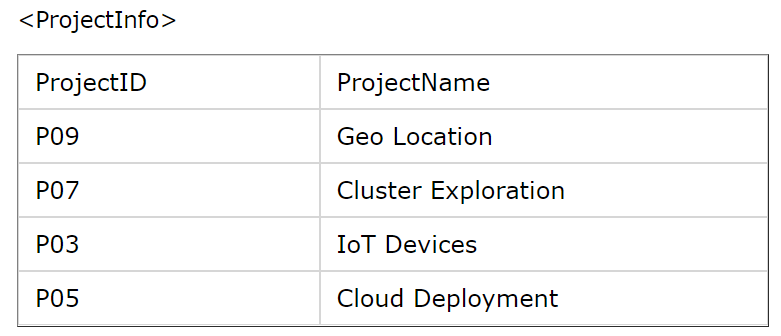 <ProjectInfo>
ProjectID ProjectName
P09 Geo Location
P07 Cluster Exploration
P03 IoT Devices
P05 Cloud Deployment